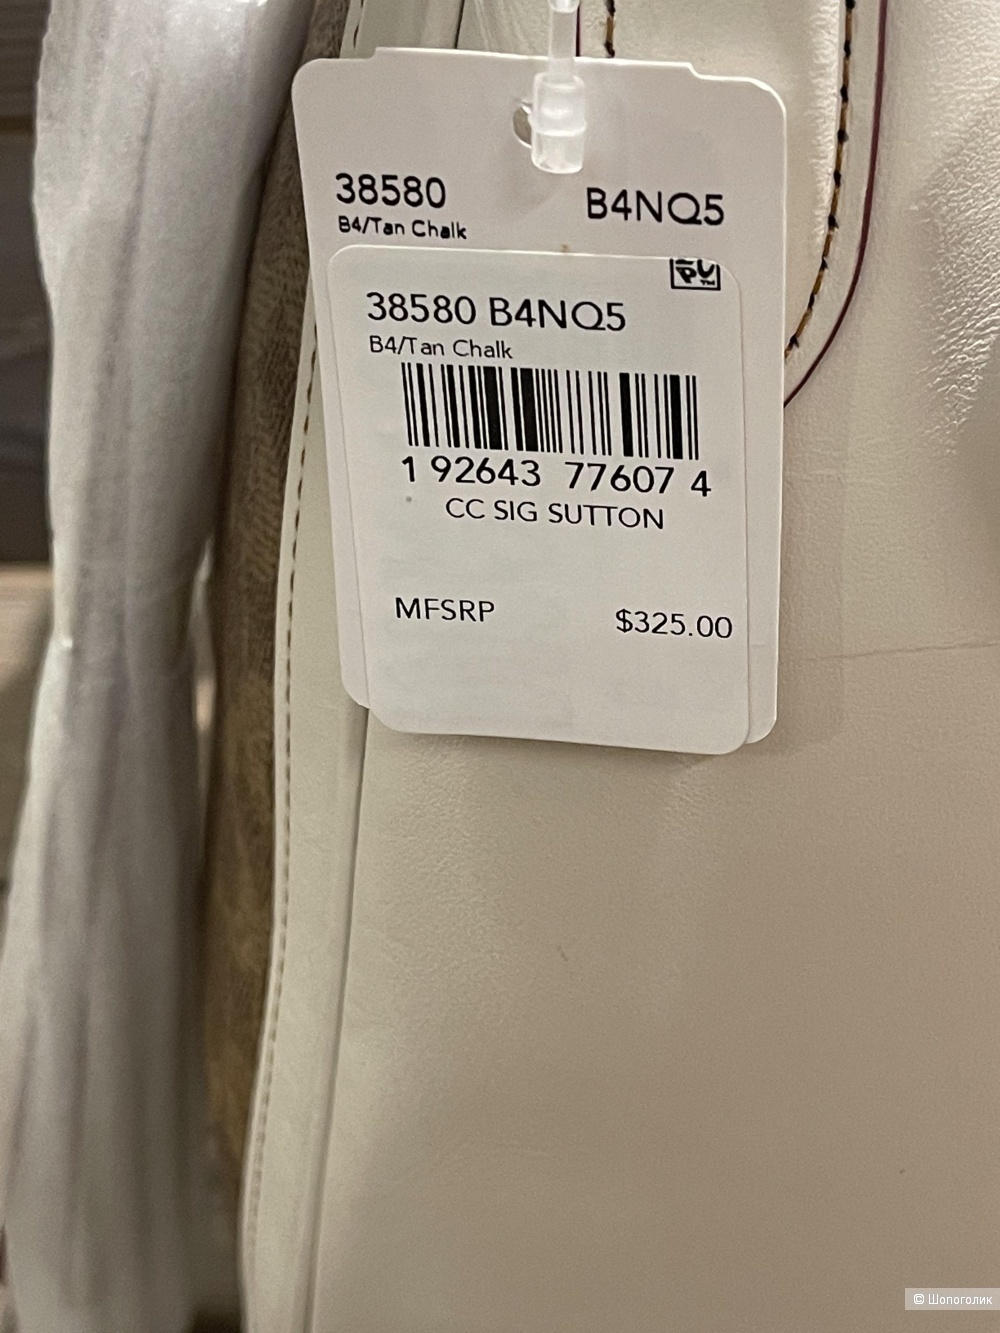 38580 B4NQ5
B4/Tan Chalk
38580 B4NQ5
B4/Tan Chalk
1 92643 77607 4
CC SIG SUTTON
MFSRP $325.00
© Шопоголик